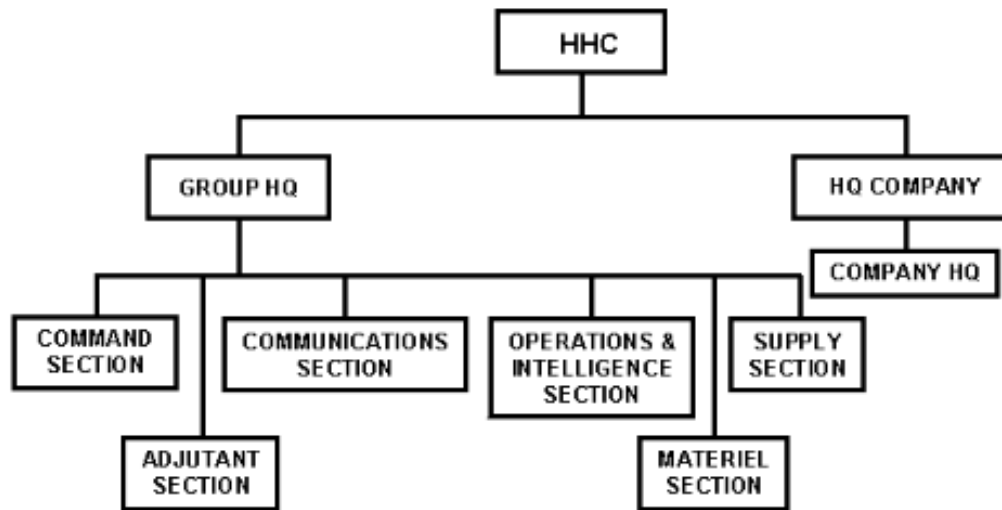 HHC
GROUP HQ
HQ COMPANY
COMPANY HQ
COMMAND
SECTION
COMMUNICATIONS
SECTION
OPERATIONS &
INTELLIGENCE
SECTION
SUPPLY
SECTION
ADJUTANT
SECTION
MATERIEL
SECTION